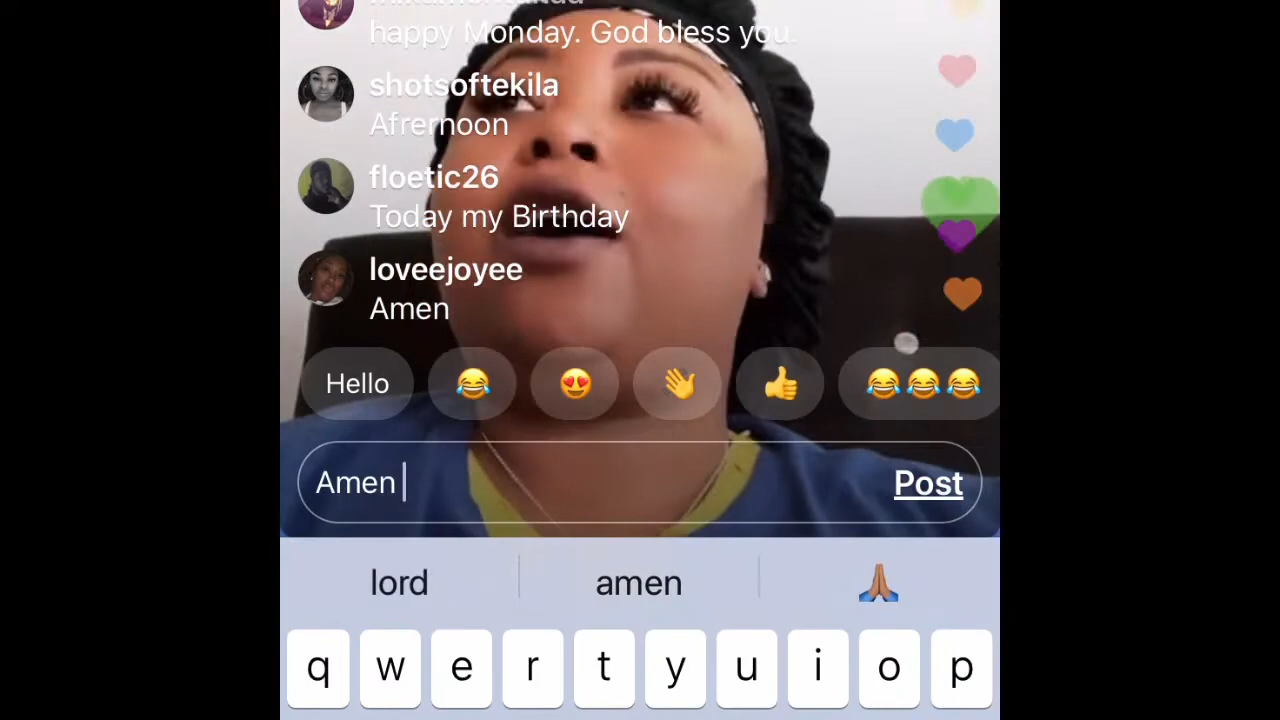 happy Monday. God bless you.
shotsoftekila
Afrernoon
floetic26
Today my Birthday
loveejoyee
Amen
Hello 😂 😍 👋 👍 😂😂😂
Amen Post
lord amen 🙏🏾
q w e r t y u i o p